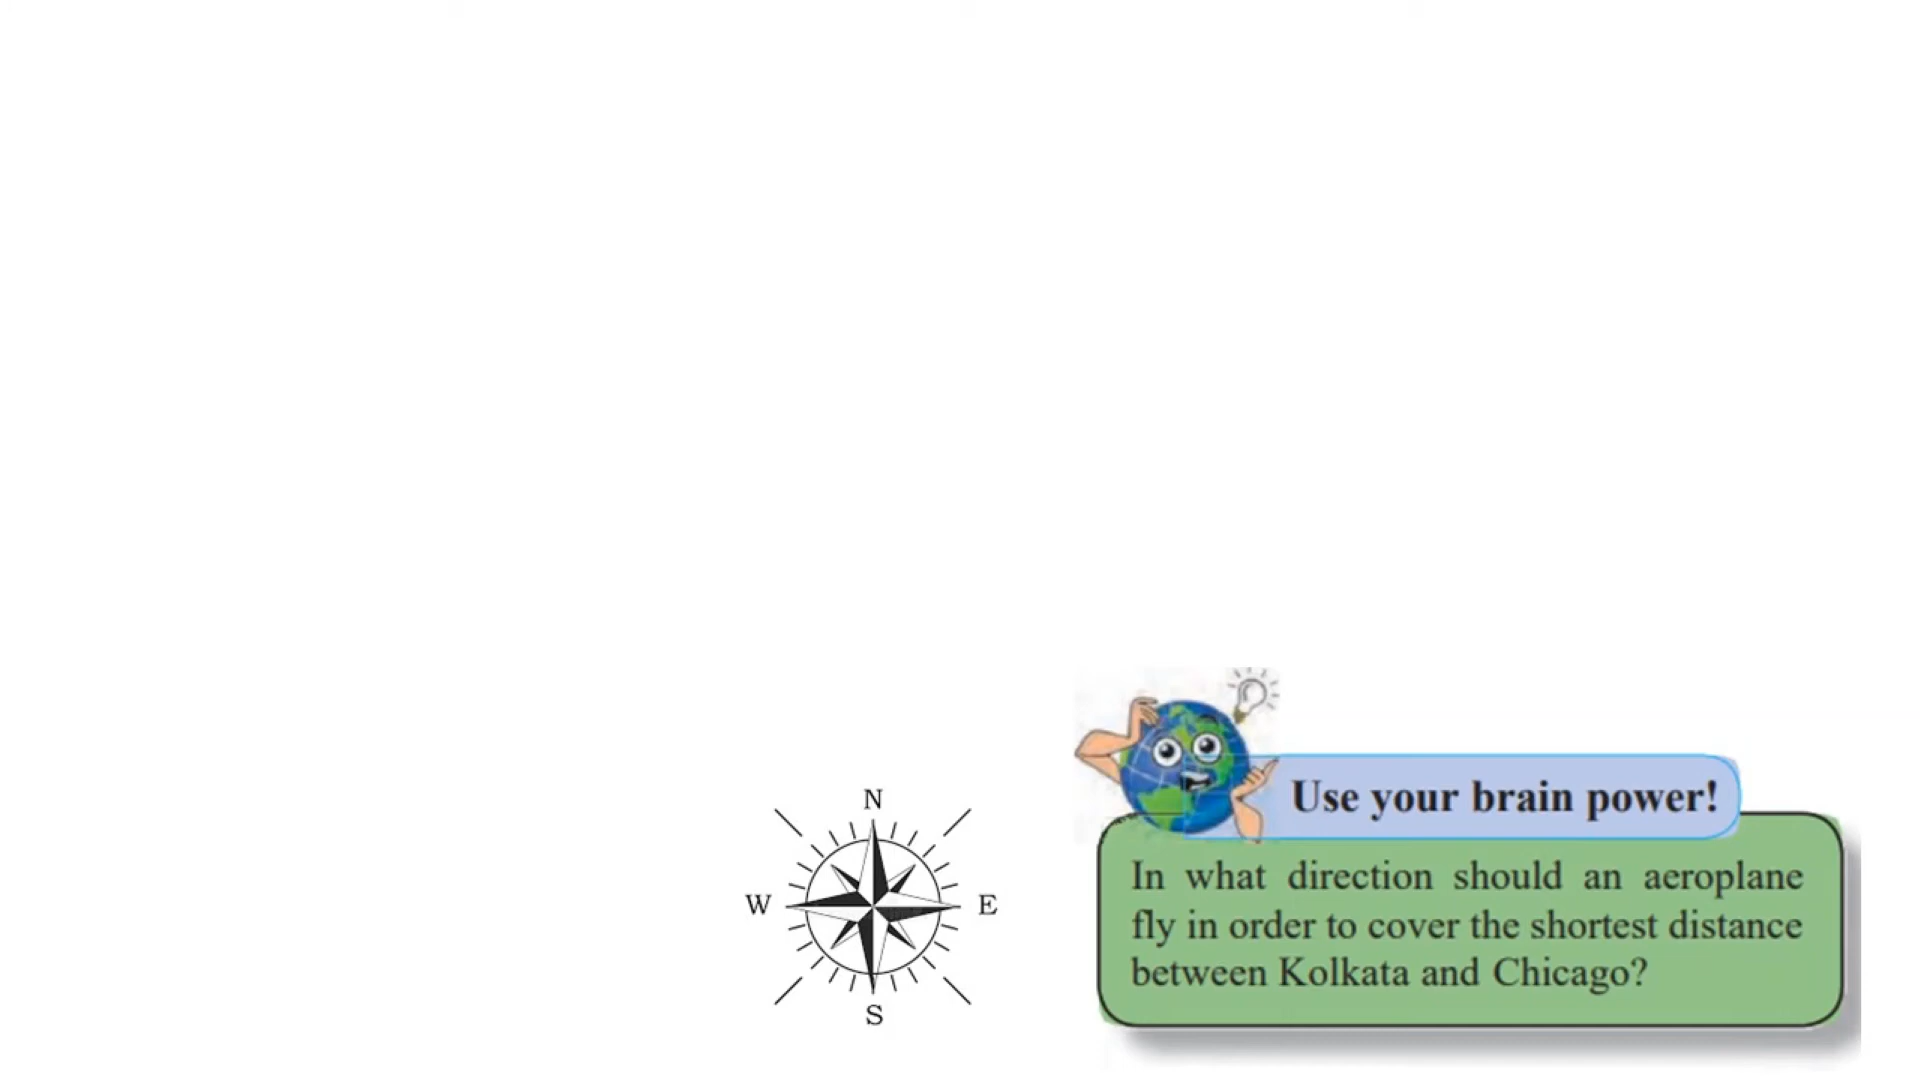 Use your brain power!
N
W
E
S
In what direction should an aeroplane
fly in order to cover the shortest distance
between Kolkata and Chicago?